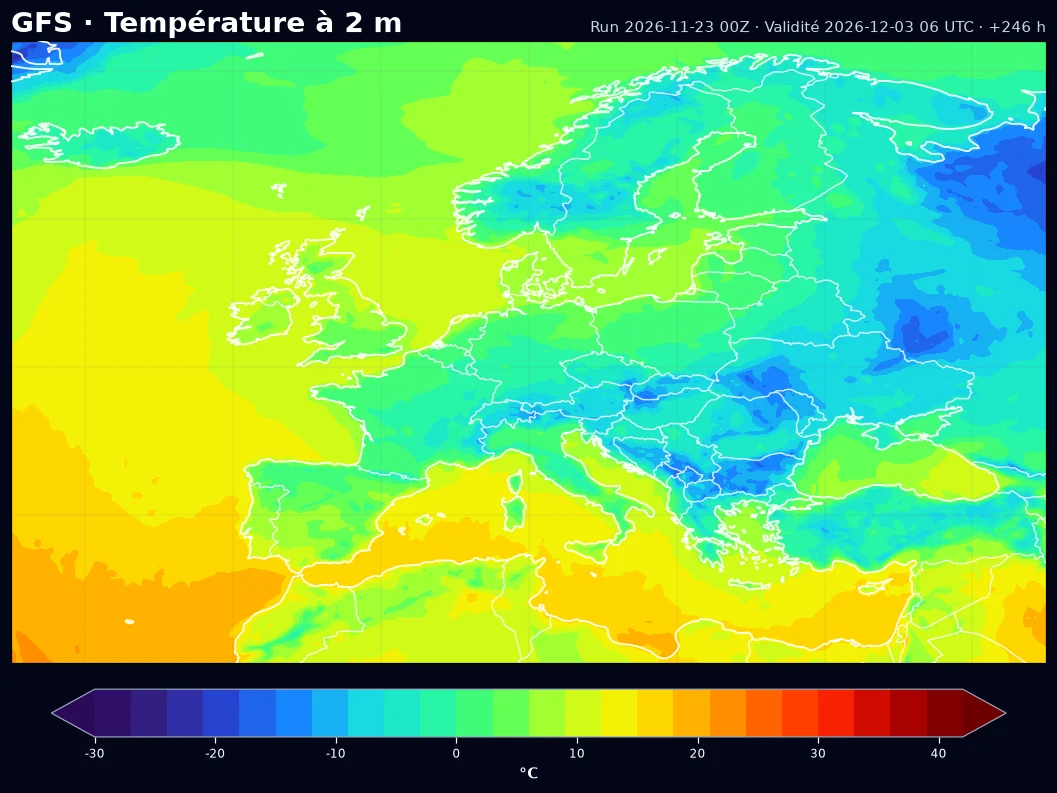 GFS · Température à 2 m
Run 2026-11-23 00Z · Validité 2026-12-03 06 UTC · +246 h
-30 -20 -10 0 10 20 30 40
°C